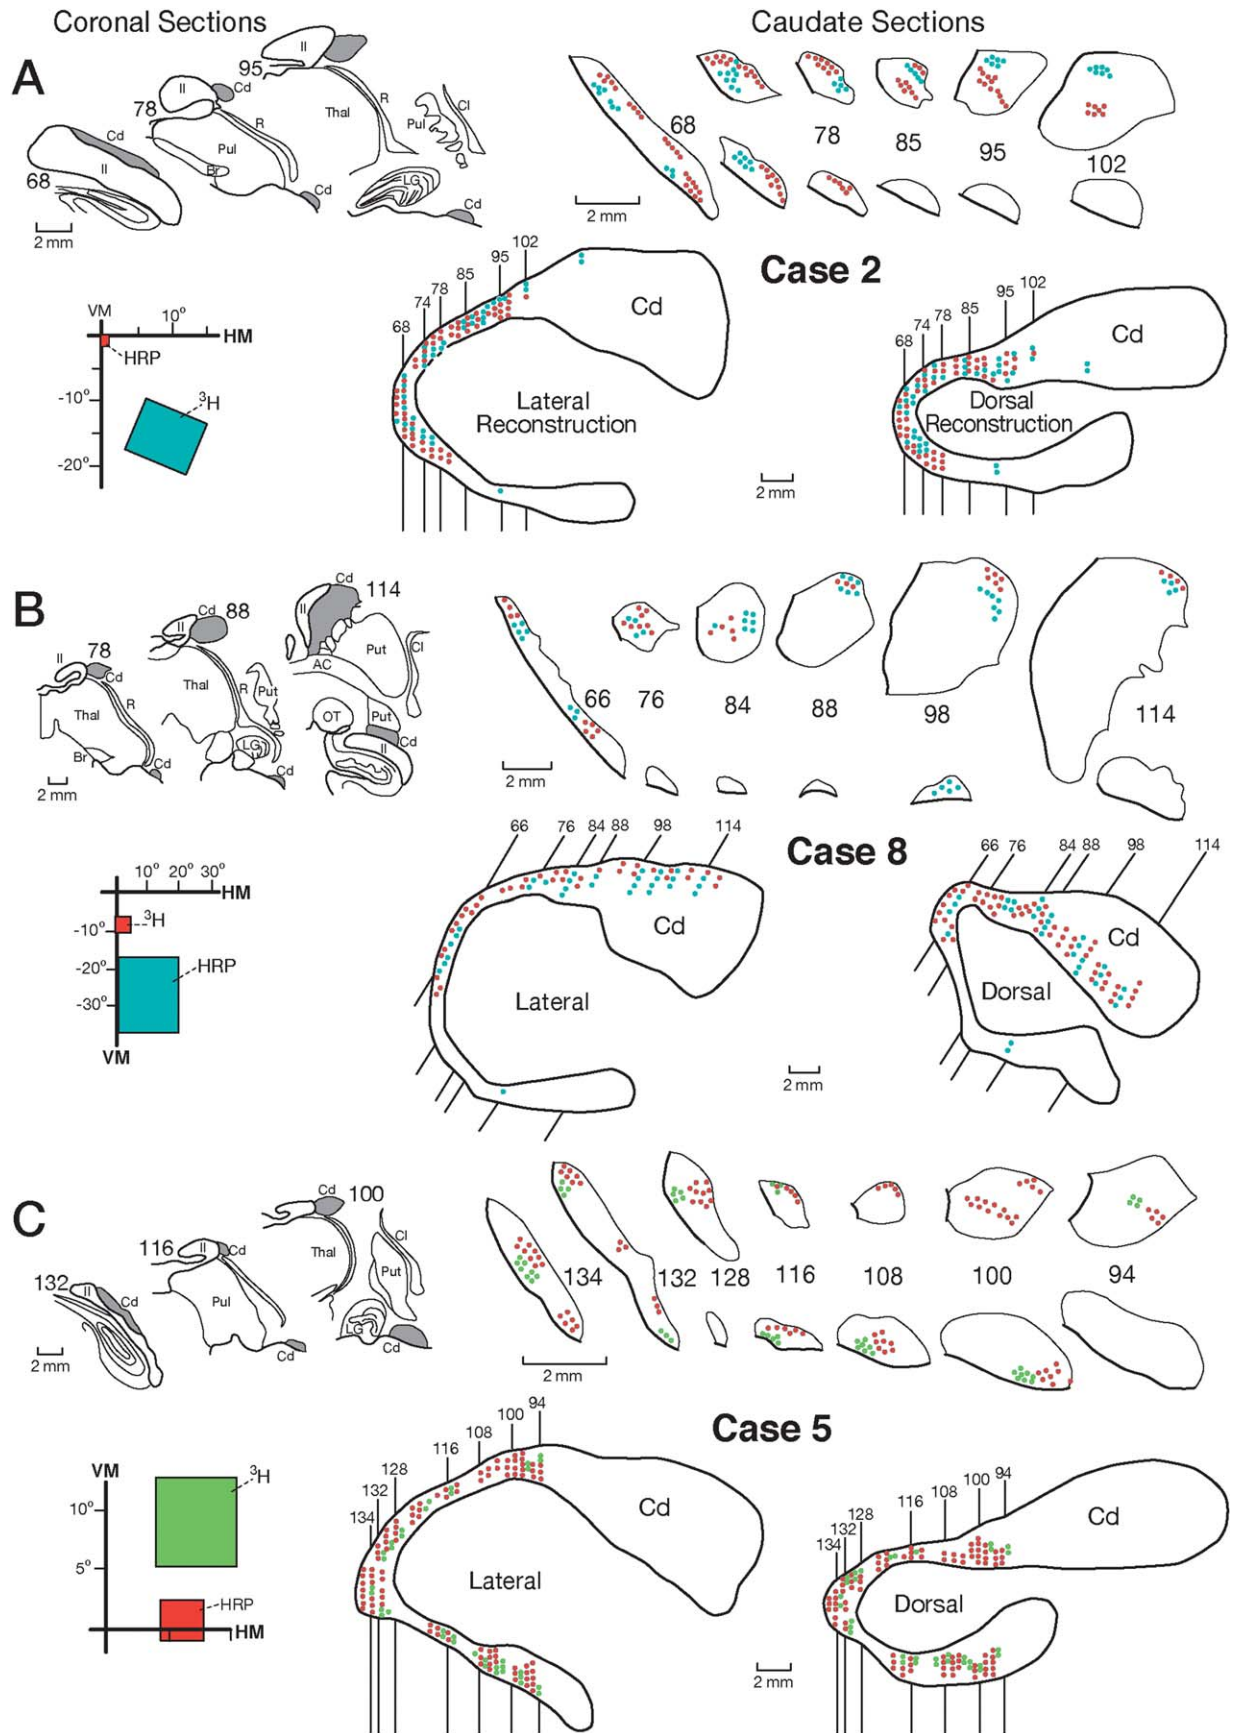 Coronal Sections
Caudate Sections
A
68
Cd
II
2 mm
78
II
Cd
Pul
R
Br
Cd
95
II
Thal
R
Pul
Cl
LG
Cd
68
78
85
95
102
2 mm
Case 2
VM
10°
HM
HRP
-10°
³H
-20°
68
74
78
85
95
102
Cd
Lateral
Reconstruction
2 mm
68
74
78
85
95
102
Cd
Dorsal
Reconstruction
B
78
II
Cd
Thal
R
Br
Cd
2 mm
88
II
Cd
Thal
R
Put
LG
Cd
114
Cd
II
Put
Cl
AC
OT
Put
Cd
II
66
76
84
88
98
114
2 mm
Case 8
10° 20° 30°
HM
³H
-10°
-20°
HRP
-30°
VM
66
76
84
88
98
114
Cd
Lateral
2 mm
66
76
84
88
98
114
Cd
Dorsal
C
132
II
Cd
2 mm
116
II
Cd
Pul
Cd
100
Cd
Thal
Cl
Put
LG
Cd
134
132
128
116
108
100
94
2 mm
Case 5
VM
³H
10°
5°
HRP
HM
134
132
128
116
108
100
94
Cd
Lateral
2 mm
134
132
128
116
108
100
94
Cd
Dorsal